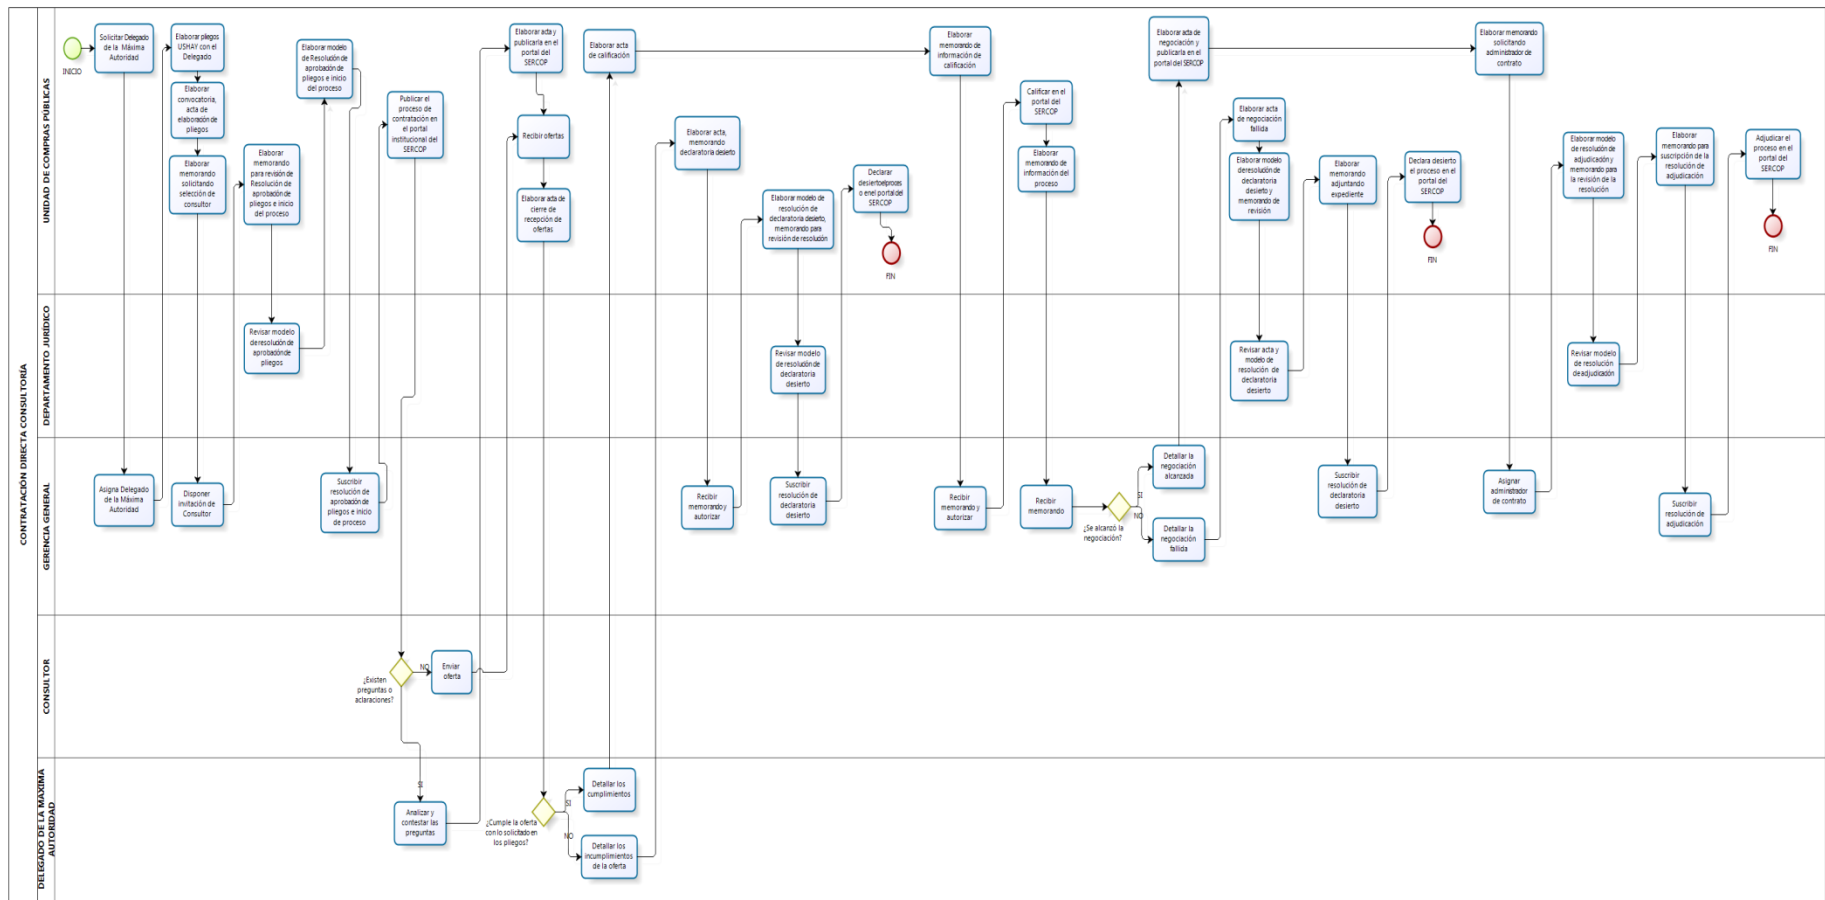 CONTRATACIÓN DIRECTA CONSULTORÍA
UNIDAD DE COMPRAS PÚBLICAS
INICIO
Solicitar Delegado
de la Máxima
Autoridad
Elaborar pliegos
USHAY con el
Delegado
Elaborar
convocatoria,
acta de
elaboración de
pliegos
Elaborar
memorando
solicitando
selección de
consultor
Elaborar
memorando
para revisión de
Resolución de
aprobación de
pliegos e inicio
del proceso
Elaborar modelo
de Resolución de
aprobación de
pliegos e inicio
del proceso
Publicar el
proceso de
contratación en
el portal
institucional del
SERCOP
Elaborar acta y
publicarla en el
portal del
SERCOP
Recibir ofertas
Elaborar acta de
cierre de
recepción de
ofertas
Elaborar acta
de calificación
Elaborar acta,
memorando
declaratoria desierto
Elaborar modelo de
resolución de
declaratoria desierto,
memorando para
revisión de resolución
Declarar
desierto el proces
o en el portal del
SERCOP
FIN
Elaborar
memorando de
información de
calificación
Calificar en el
portal del
SERCOP
Elaborar
memorando de
información del
proceso
Elaborar acta de
negociación y
publicarla en el
portal del SERCOP
Elaborar acta
de negociación
fallida
Elaborar modelo
de resolución de
declaratoria
desierto y
memorando de
revisión
Elaborar
memorando
adjuntando
expediente
Declara desierto
el proceso en el
portal del
SERCOP
FIN
Elaborar memorando
solicitando
administrador de
contrato
Elaborar modelo
de resolución de
adjudicación y
memorando para
la revisión de la
resolución
Elaborar
memorando para
suscripción de la
resolución de
adjudicación
Adjudicar el
proceso en el
portal del
SERCOP
FIN
DEPARTAMENTO JURÍDICO
Revisar modelo
de resolución de
aprobación de
pliegos
Revisar modelo
de resolución de
declaratoria
desierto
Revisar acta y
modelo de
resolución de
declaratoria
desierto
Revisar modelo
de resolución
de adjudicación
GERENCIA GENERAL
Asigna Delegado
de la Máxima
Autoridad
Disponer
invitación de
Consultor
Suscribir
resolución de
aprobación de
pliegos e inicio
de proceso
Recibir
memorando y
autorizar
Suscribir
resolución de
declaratoria
desierto
Recibir
memorando y
autorizar
Recibir
memorando
¿Se alcanzó la
negociación?
SI
NO
Detallar la
negociación
alcanzada
Detallar la
negociación
fallida
Suscribir
resolución de
declaratoria
desierto
Asignar
administrador
de contrato
Suscribir
resolución de
adjudicación
CONSULTOR
¿Existen
preguntas o
aclaraciones?
NO
Enviar
oferta
DELEGADO DE LA MÁXIMA
AUTORIDAD
SI
Analizar y
contestar las
preguntas
¿Cumple la oferta
con lo solicitado en
los pliegos?
SI
NO
Detallar los
cumplimientos
Detallar los
incumplimientos
de la oferta